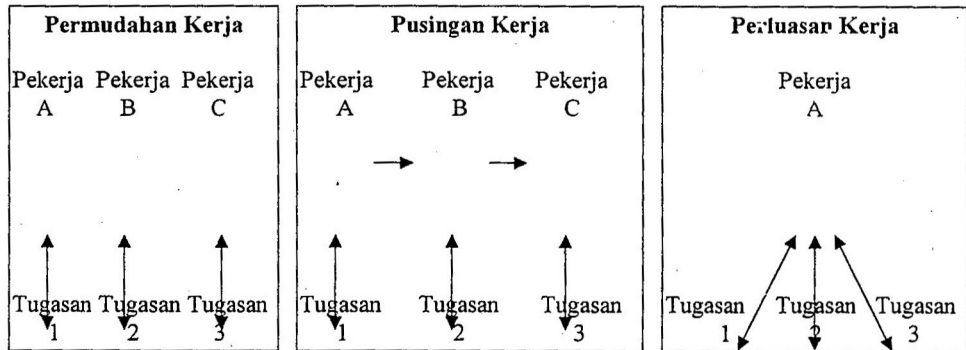 Permudahan Kerja
Pekerja Pekerja Pekerja
A B C
Tugasan Tugasan Tugasan
1 2 3
Pusingan Kerja
Pekerja Pekerja Pekerja
A B C
Tugasan Tugasan Tugasan
1 2 3
Perluasan Kerja
Pekerja
A
Tugasan Tugasan Tugasan
1 2 3